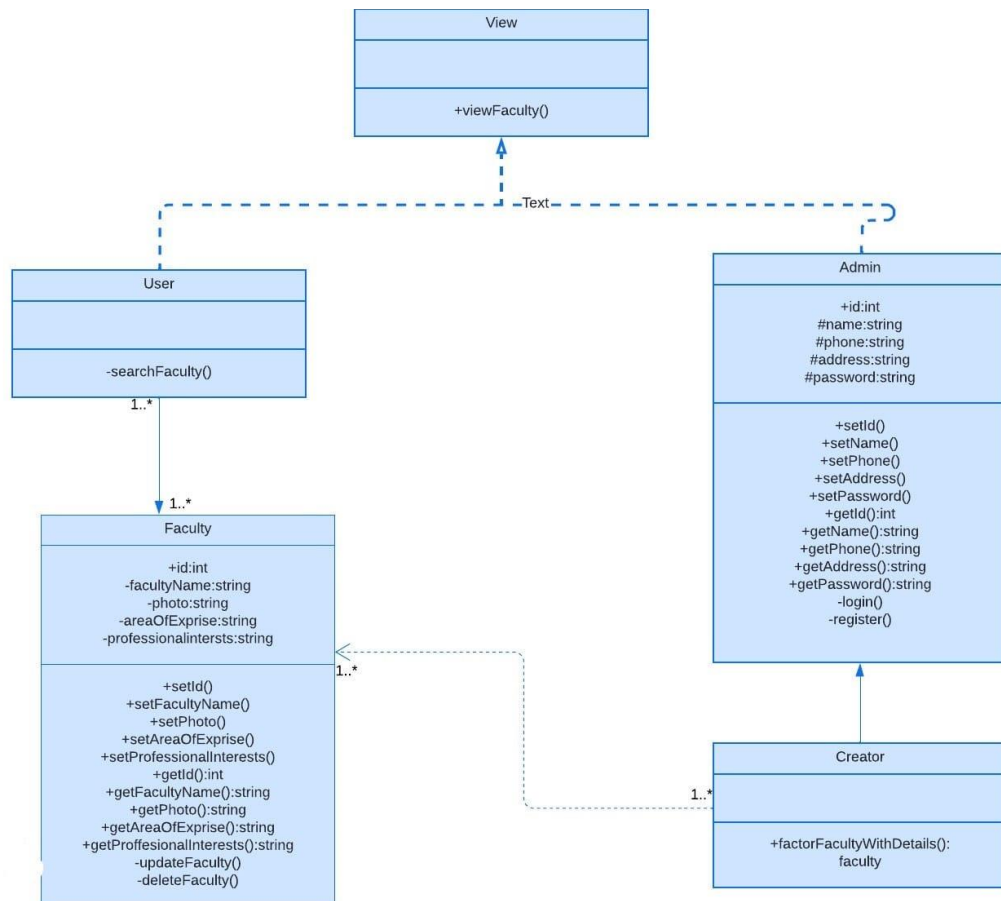 View
+viewFaculty()
Text
User
-searchFaculty()
1..*
1..*
Admin
+id:int
#name:string
#phone:string
#address:string
#password:string
+setId()
+setName()
+setPhone()
+setAddress()
+setPassword()
+getId():int
+getName():string
+getPhone():string
+getAddress():string
+getPassword():string
-login()
-register()
Faculty
+id:int
-facultyName:string
-photo:string
-areaOfExprise:string
-professionalintersts:string
+setId()
+setFacultyName()
+setPhoto()
+setAreaOfExprise()
+setProfessionalInterests()
+getId():int
+getFacultyName():string
+getPhoto():string
+getAreaOfExprise():string
+getProffesionalInterests():string
-updateFaculty()
-deleteFaculty()
1..*
1..*
Creator
+factorFacultyWithDetails():
faculty